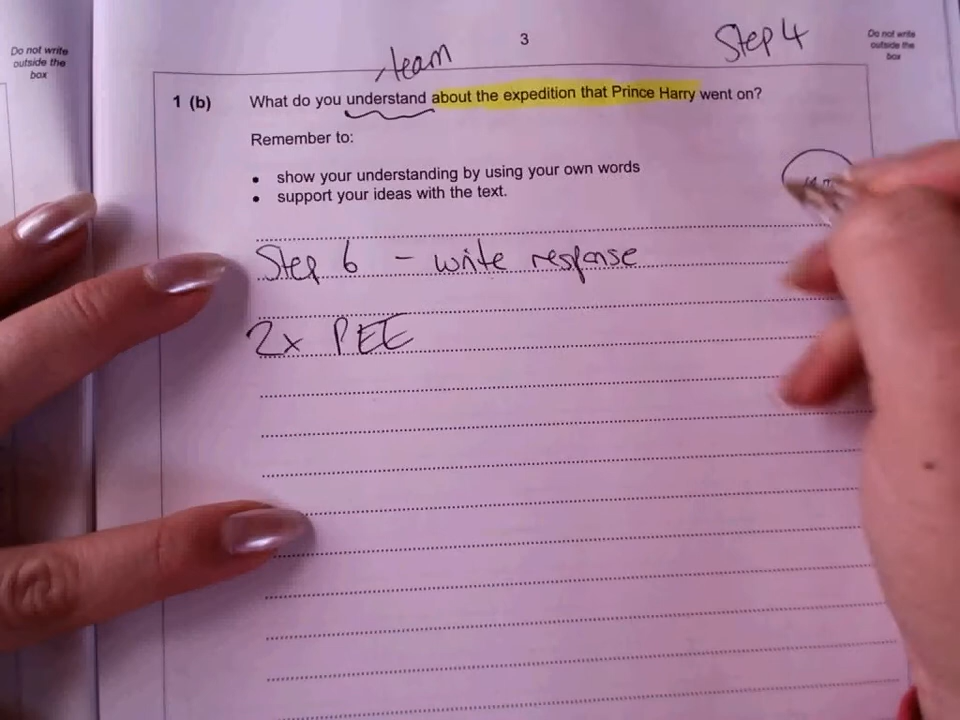 3
Step 4
Do not write
outside the
box
Do not write
outside the
box
team
1 (b) What do you understand about the expedition that Prince Harry went on?
Remember to:
• show your understanding by using your own words
• support your ideas with the text.
Step 6 - write response
2x PEE